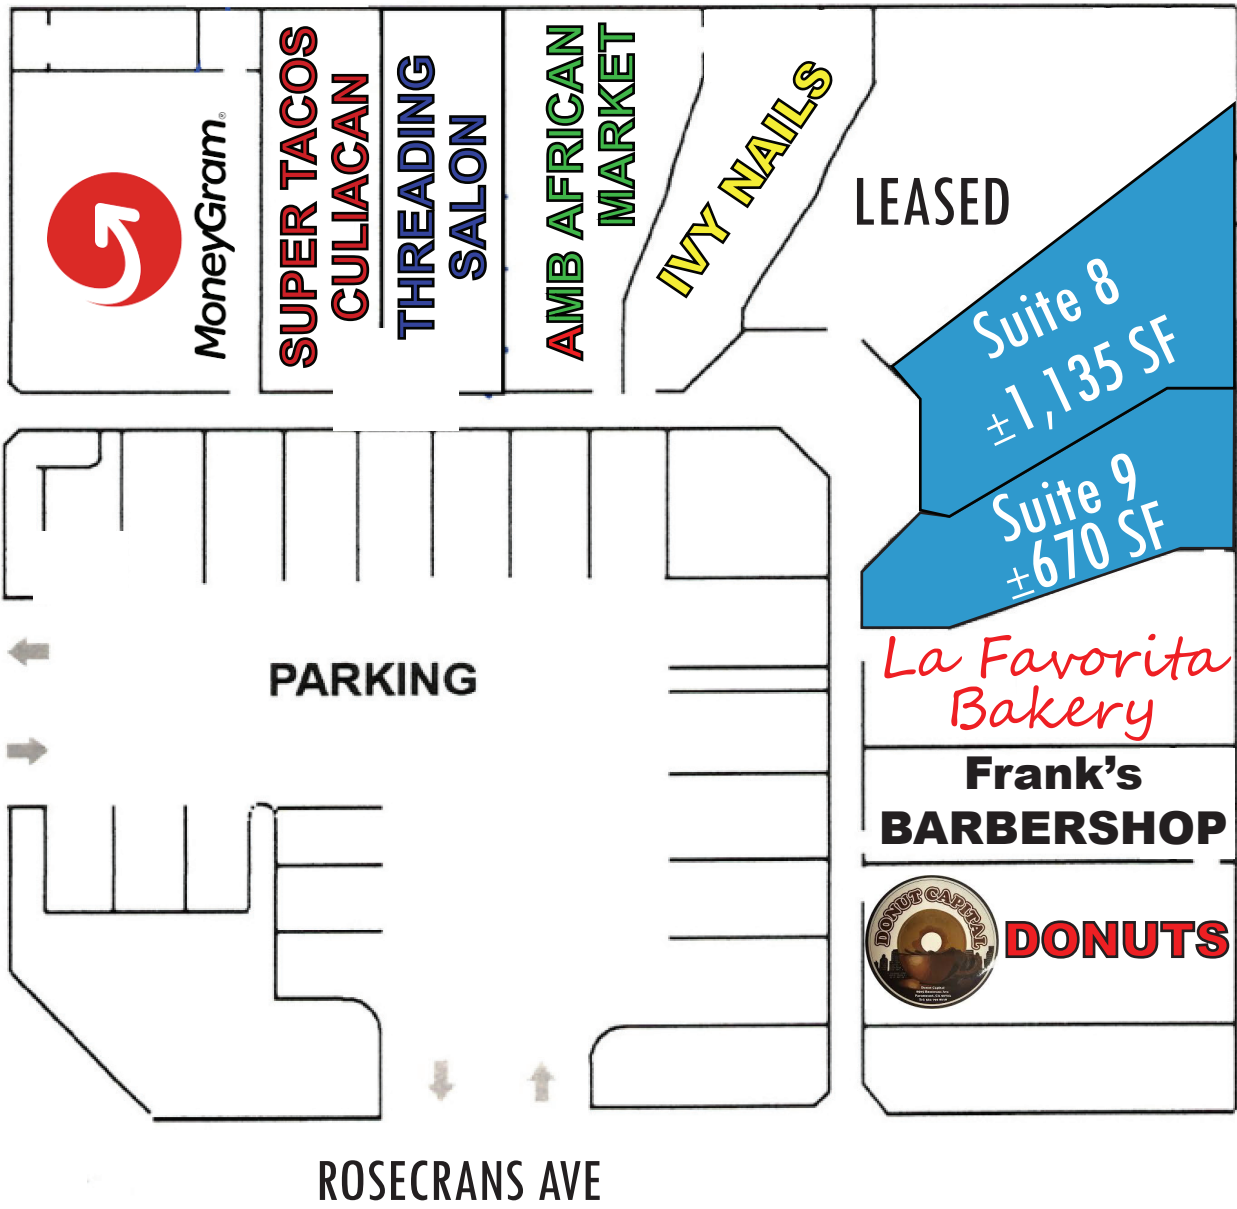 MoneyGram®
SUPER TACOS
CULIACAN
THREADING
SALON
AMB AFRICAN
MARKET
IVY NAILS
LEASED
Suite 8
±1,135 SF
Suite 9
±670 SF
La Favorita
Bakery
Frank’s
BARBERSHOP
DONUT CAPITAL
DONUTS
PARKING
ROSECRANS AVE